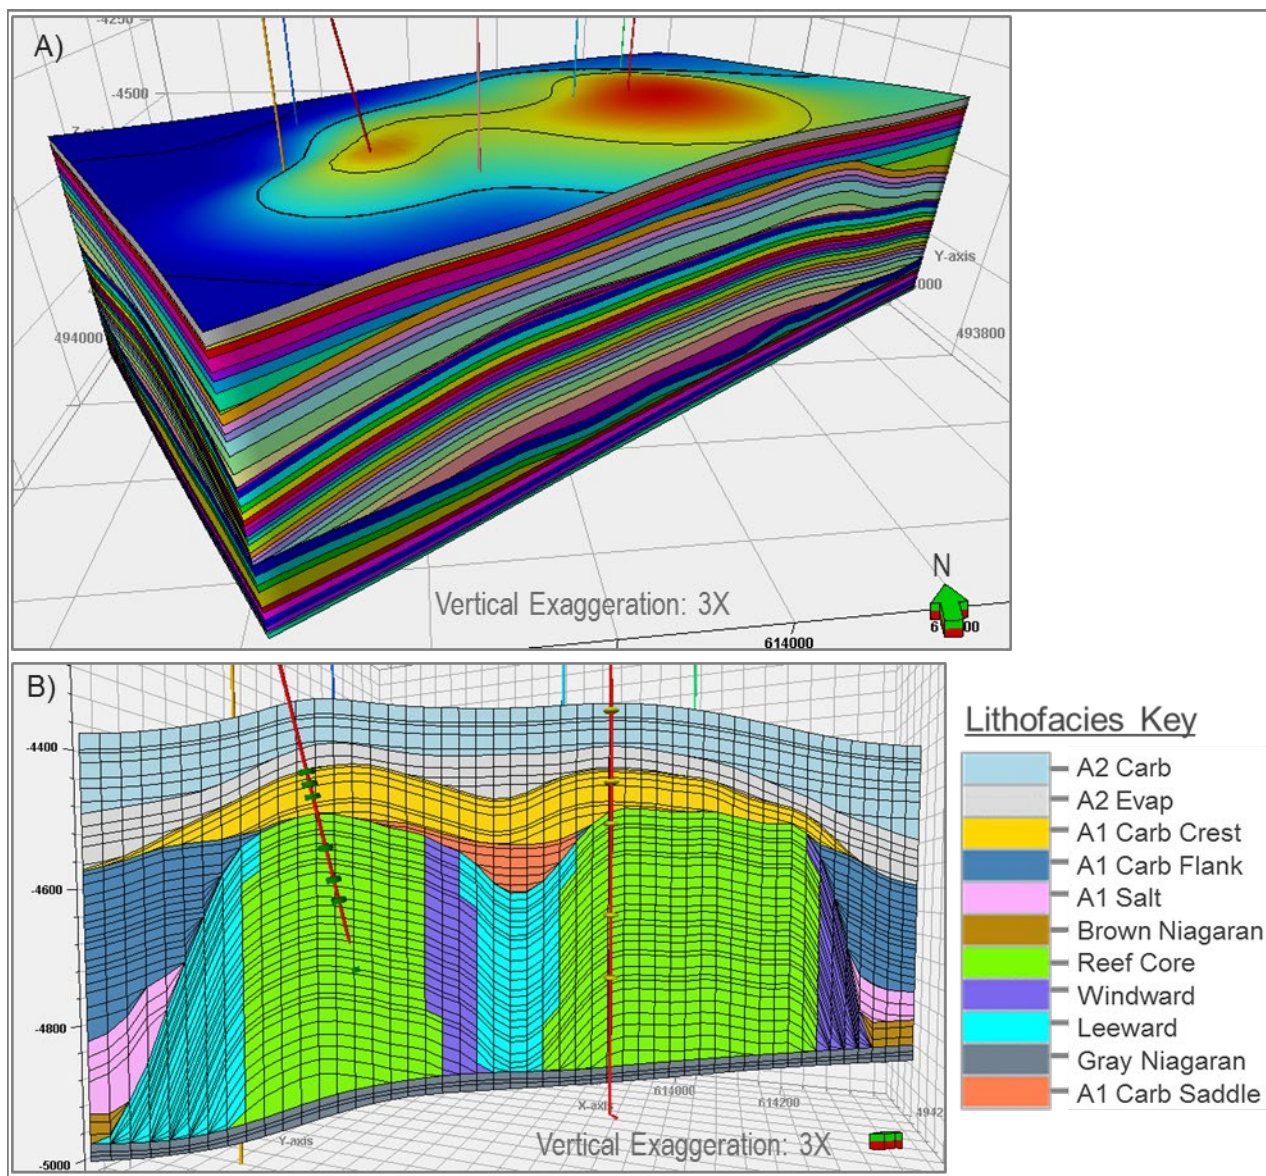 A)
-4250
-4500
494000
Y-axis
000
493800
N
Vertical Exaggeration: 3X
614000
B)
-4400
-4600
-4800
-5000
Y-axis
X-axis
614000
614200
4942
Vertical Exaggeration: 3X
Lithofacies Key
A2 Carb
A2 Evap
A1 Carb Crest
A1 Carb Flank
A1 Salt
Brown Niagaran
Reef Core
Windward
Leeward
Gray Niagaran
A1 Carb Saddle